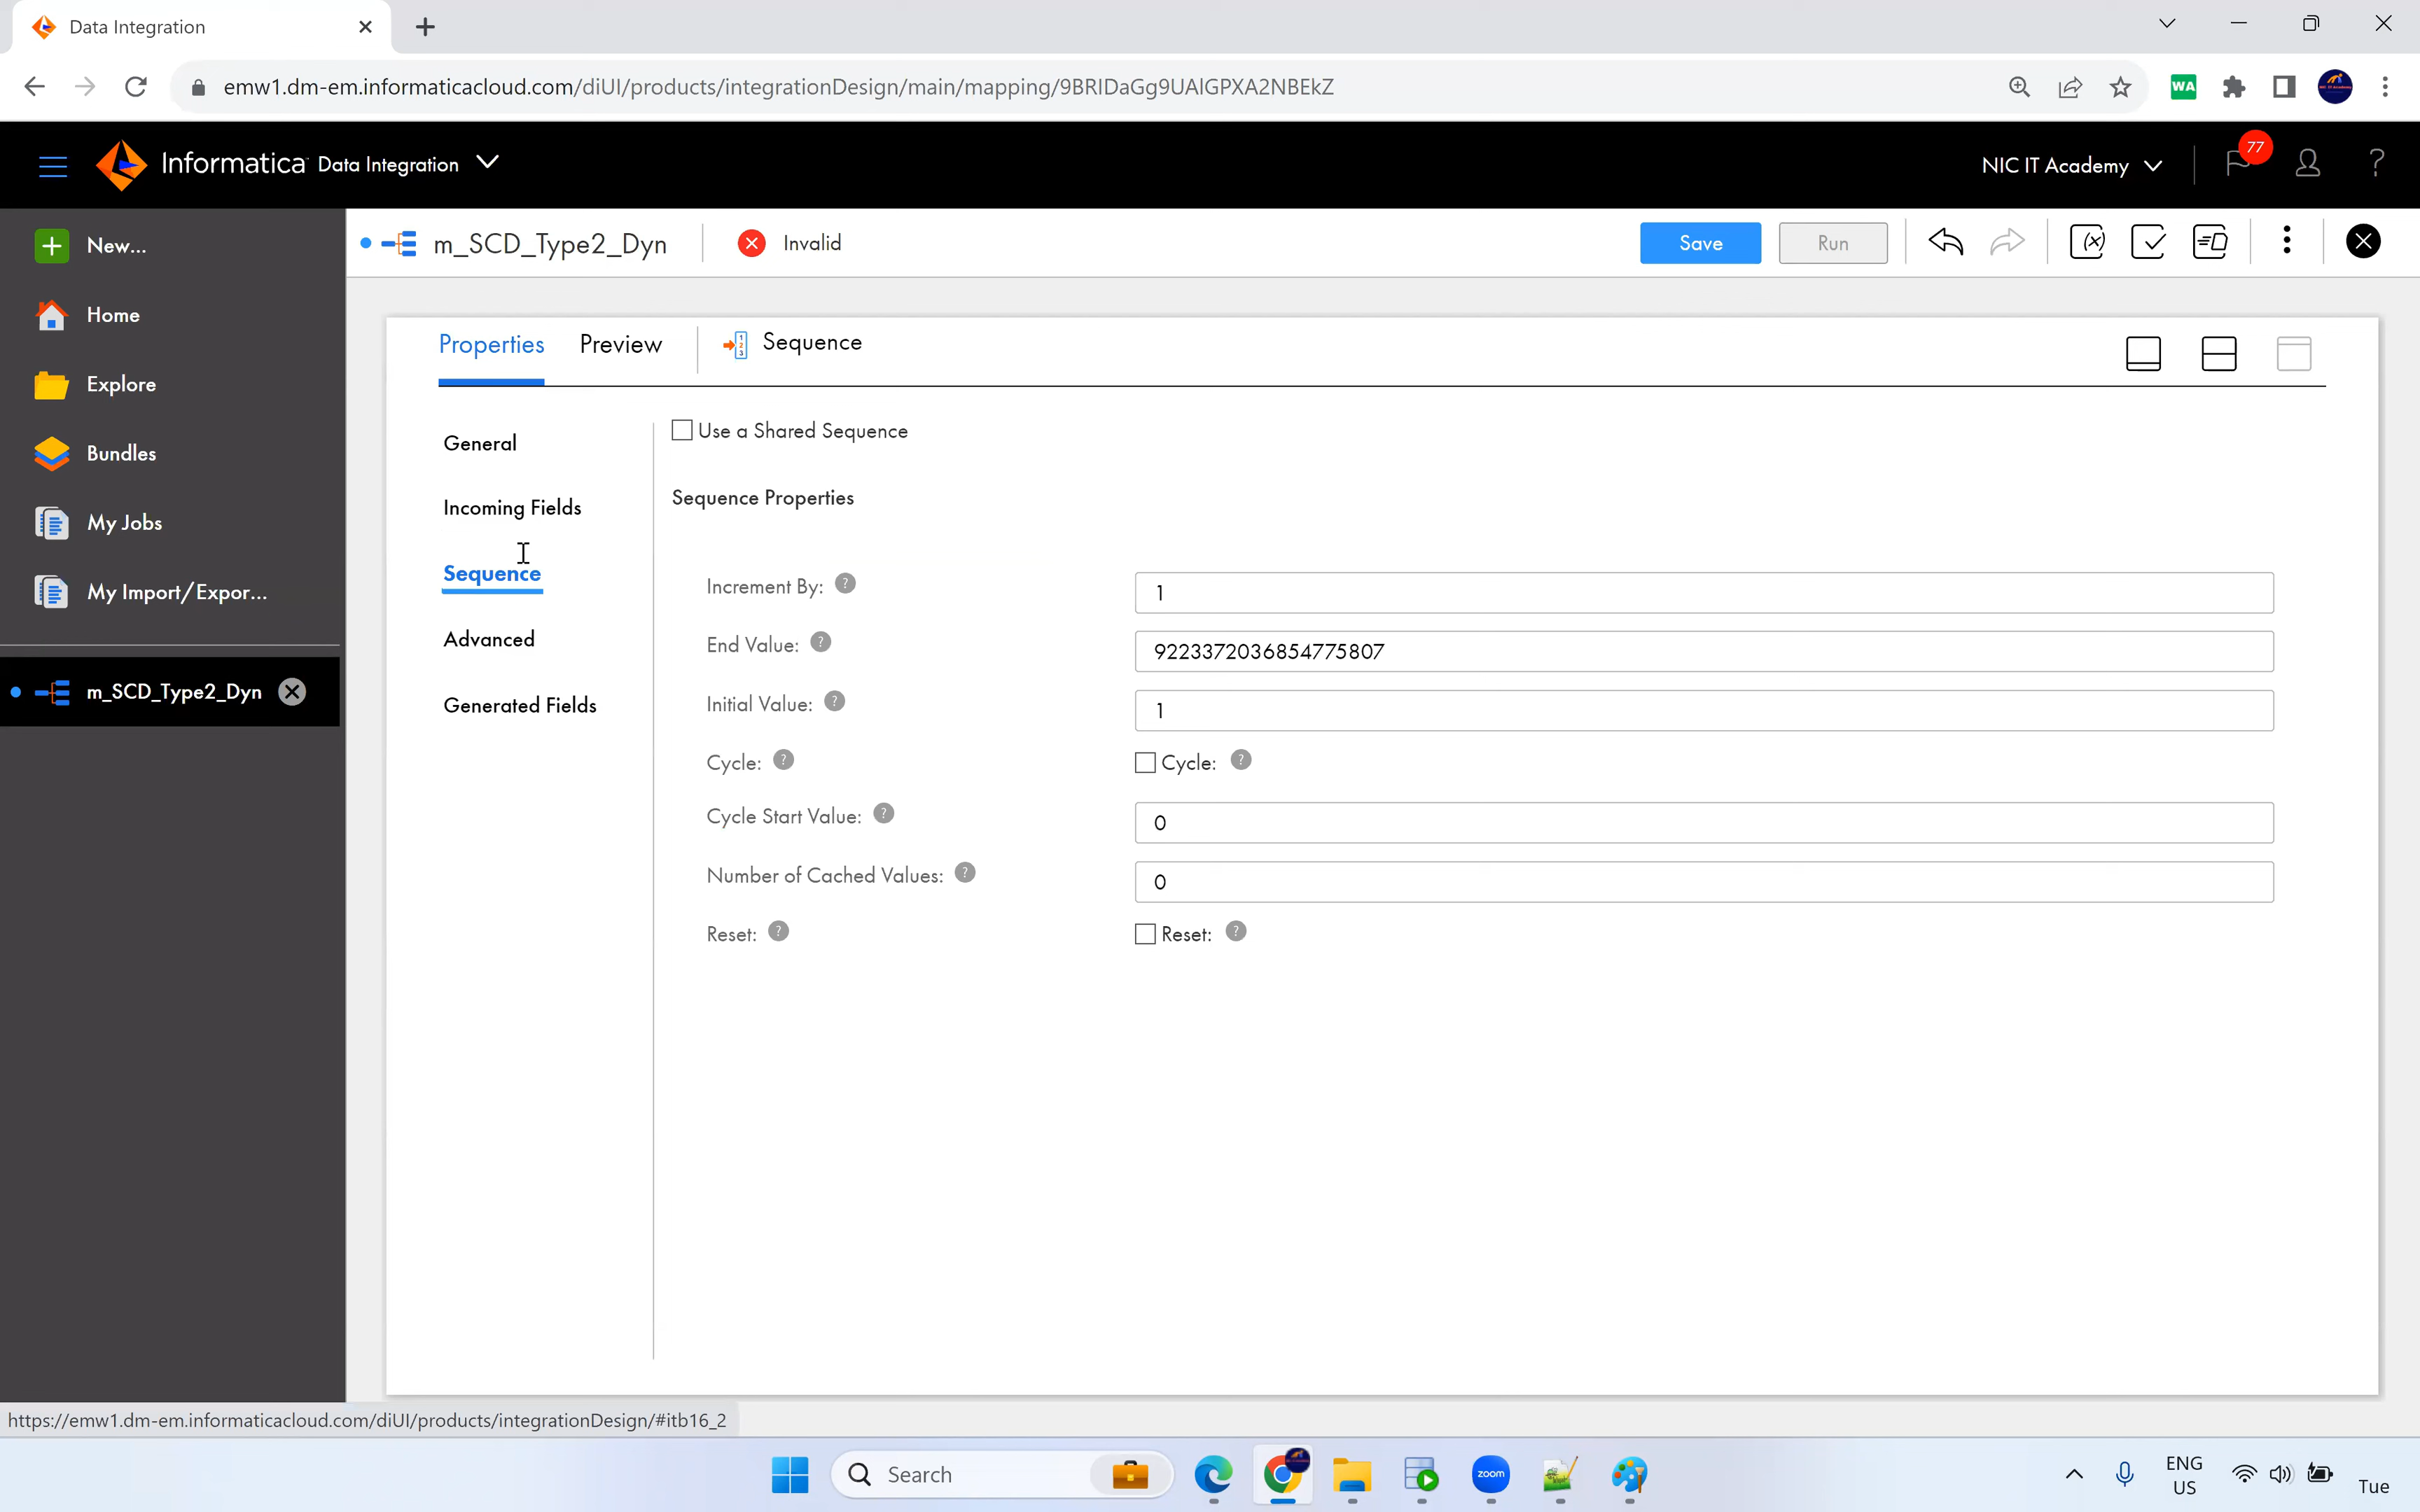 Data Integration
emw1.dm-em.informaticacloud.com/diUI/products/integrationDesign/main/mapping/9BRIDaGg9UAlGPXA2NBEkZ
WA
Informatica Data Integration
NIC IT Academy
77
?
New...
Home
Explore
Bundles
My Jobs
My Import/Expor...
m_SCD_Type2_Dyn
m_SCD_Type2_Dyn
Invalid
Save
Run
Properties
Preview
Sequence
General
Incoming Fields
Sequence
Advanced
Generated Fields
Use a Shared Sequence
Sequence Properties
Increment By: ?
1
End Value: ?
9223372036854775807
Initial Value: ?
1
Cycle: ?
Cycle: ?
Cycle Start Value: ?
0
Number of Cached Values: ?
0
Reset: ?
Reset: ?
https://emw1.dm-em.informaticacloud.com/diUI/products/integrationDesign/#itb16_2
Search
zoom
ENG
US
Tue